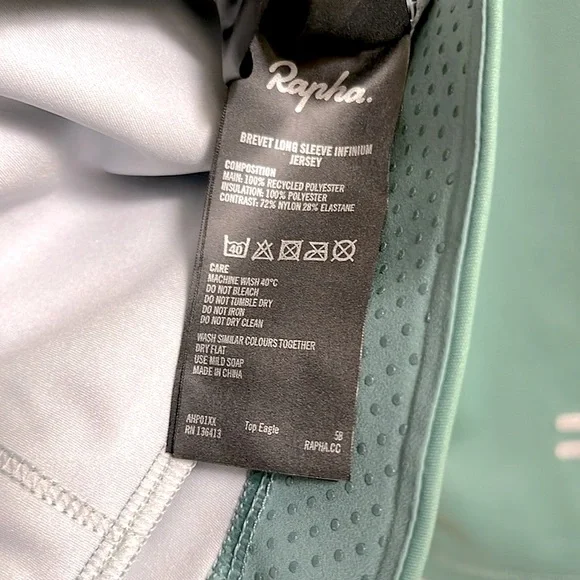 Rapha.
BREVET LONG SLEEVE INFINIUM
JERSEY
COMPOSITION
MAIN: 100% RECYCLED POLYESTER
INSULATION: 100% POLYESTER
CONTRAST: 72% NYLON 28% ELASTANE
40
CARE
MACHINE WASH 40°C
DO NOT BLEACH
DO NOT TUMBLE DRY
DO NOT IRON
DO NOT DRY CLEAN
WASH SIMILAR COLOURS TOGETHER
DRY FLAT
USE MILD SOAP
MADE IN CHINA
AHP01XX
RN 136413
Top Eagle
5B
RAPHA.CC